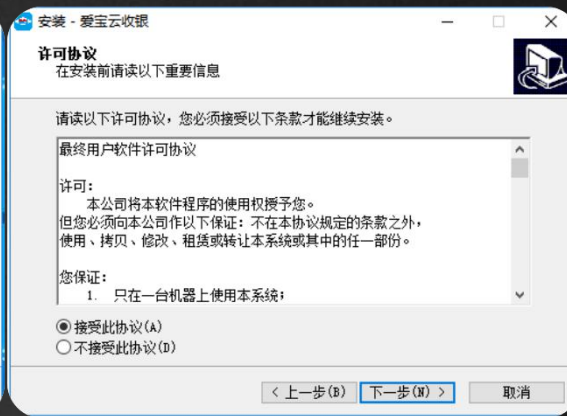 安装 - 爱宝云收银
许可协议
在安装前请读以下重要信息
请读以下许可协议，您必须接受以下条款才能继续安装。
最终用户软件许可协议
许可：
本公司将本软件程序的使用权授予您。
但您必须向本公司作以下保证：不在本协议规定的条款之外，
使用、拷贝、修改、租赁或转让本系统或其中的任一部份。
您保证：
1. 只在一台机器上使用本系统；
接受此协议(A)
不接受此协议(D)
< 上一步(B) 下一步(N) > 取消